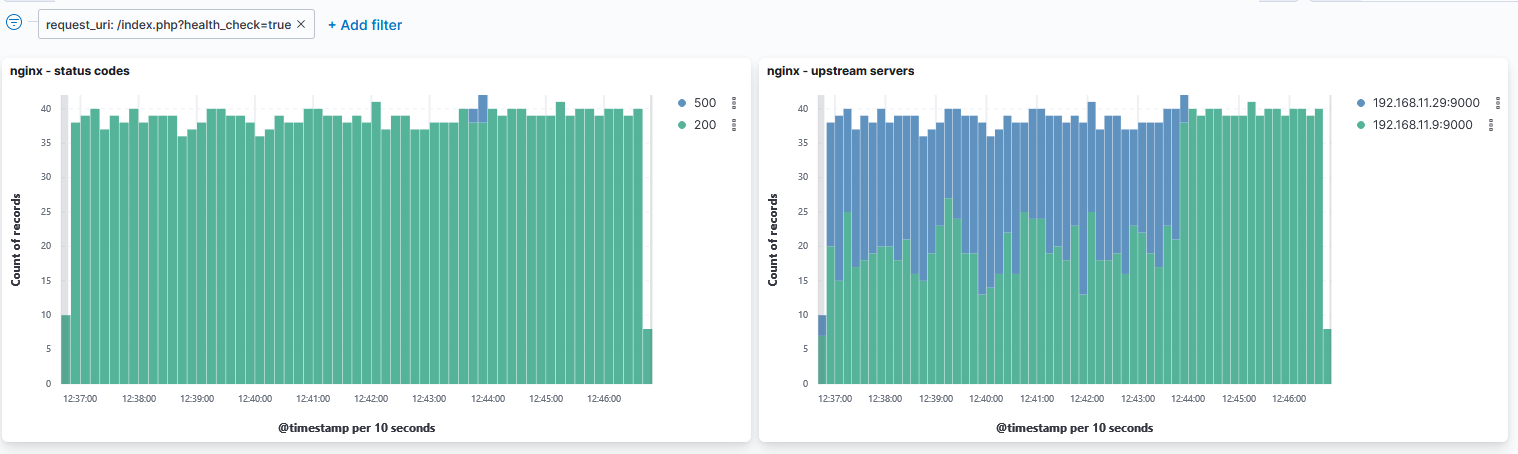 request_uri: /index.php?health_check=true ×
+ Add filter
nginx - status codes
Count of records
40
35
30
25
20
15
10
5
0
12:37:00 12:38:00 12:39:00 12:40:00 12:41:00 12:42:00 12:43:00 12:44:00 12:45:00 12:46:00
@timestamp per 10 seconds
500
200
nginx - upstream servers
Count of records
40
35
30
25
20
15
10
5
0
12:37:00 12:38:00 12:39:00 12:40:00 12:41:00 12:42:00 12:43:00 12:44:00 12:45:00 12:46:00
@timestamp per 10 seconds
192.168.11.29:9000
192.168.11.9:9000